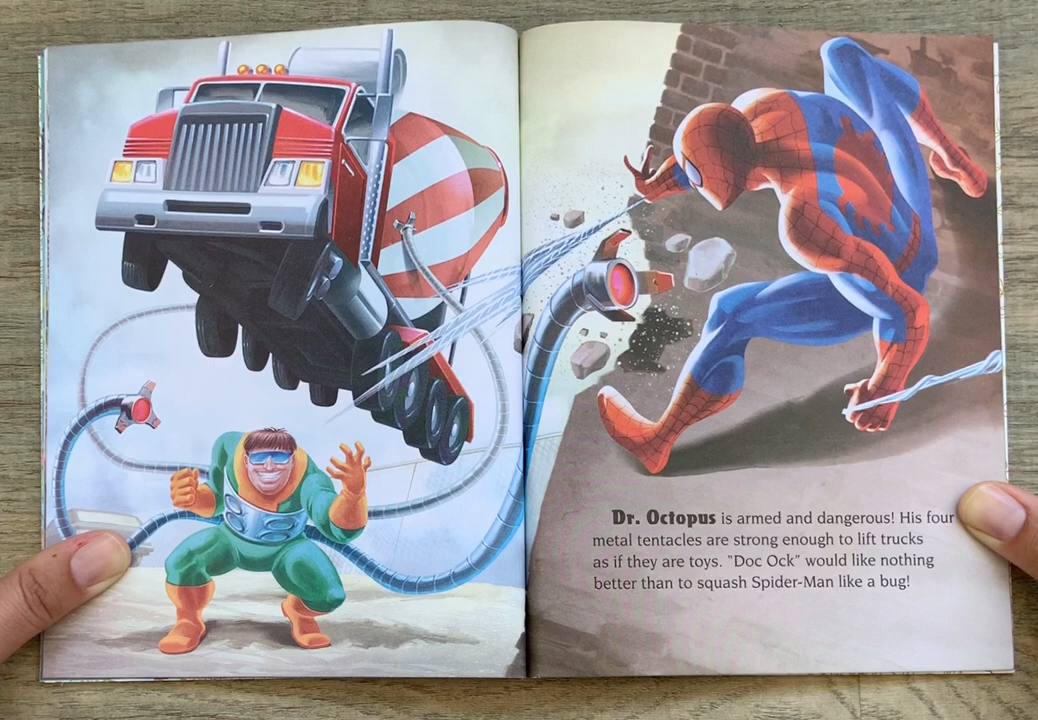 Dr. Octopus is armed and dangerous! His four
metal tentacles are strong enough to lift trucks
as if they are toys. "Doc Ock" would like nothing
better than to squash Spider-Man like a bug!